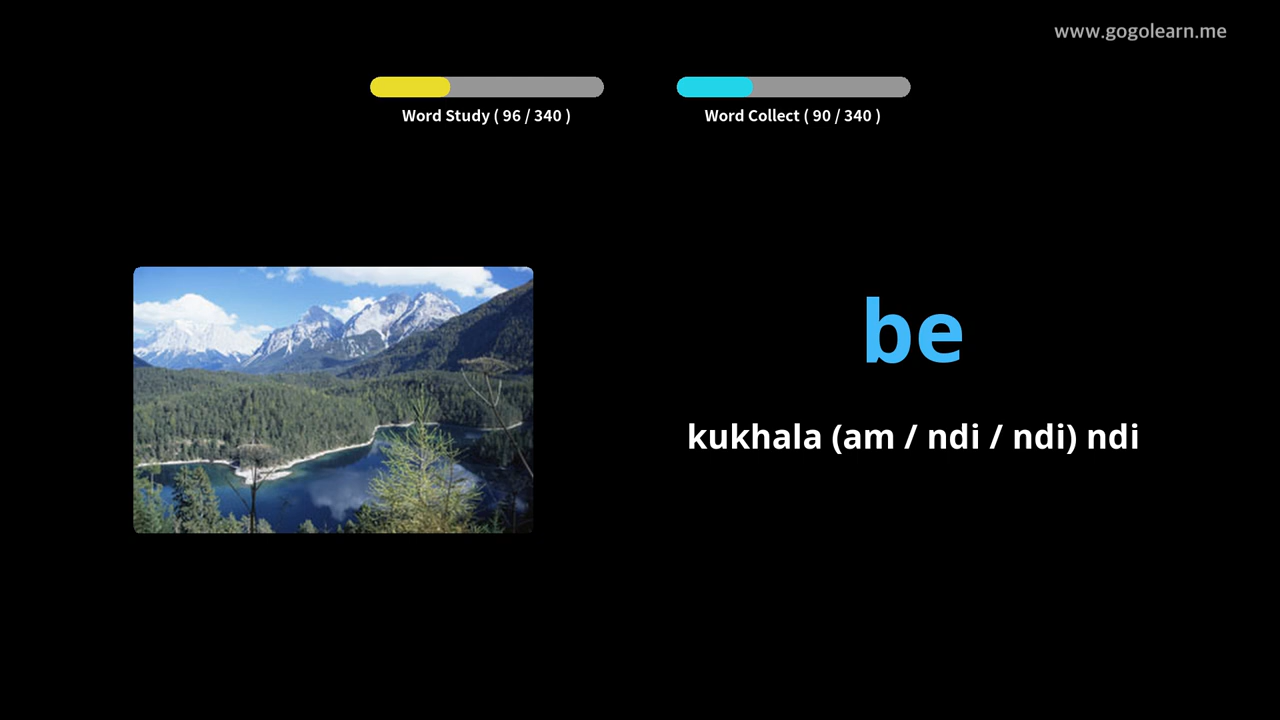 www.gogolearn.me
Word Study ( 96 / 340 )
Word Collect ( 90 / 340 )
be
kukhala (am / ndi / ndi) ndi